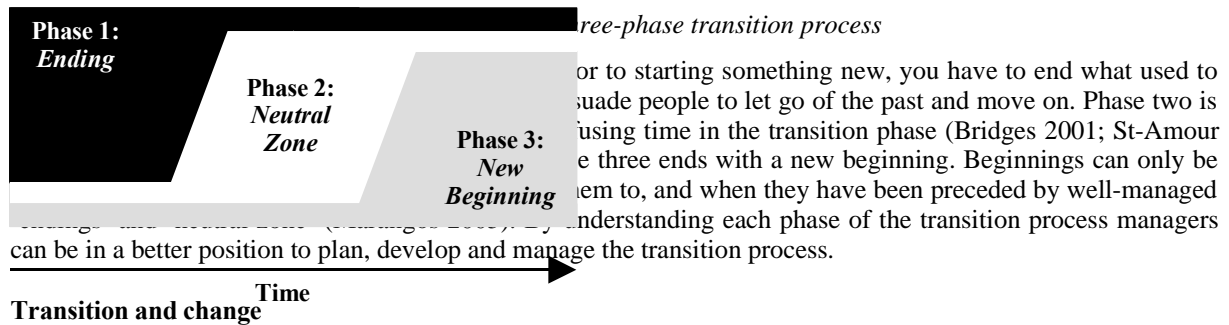 Phase 1:
Ending
Phase 2:
Neutral
Zone
Phase 3:
New
Beginning
Time
ree-phase transition process
or to starting something new, you have to end what used to
suade people to let go of the past and move on. Phase two is
fusing time in the transition phase (Bridges 2001; St-Amour
e three ends with a new beginning. Beginnings can only be
em to, and when they have been preceded by well-managed
nderstanding each phase of the transition process managers
can be in a better position to plan, develop and manage the transition process.
Transition and change